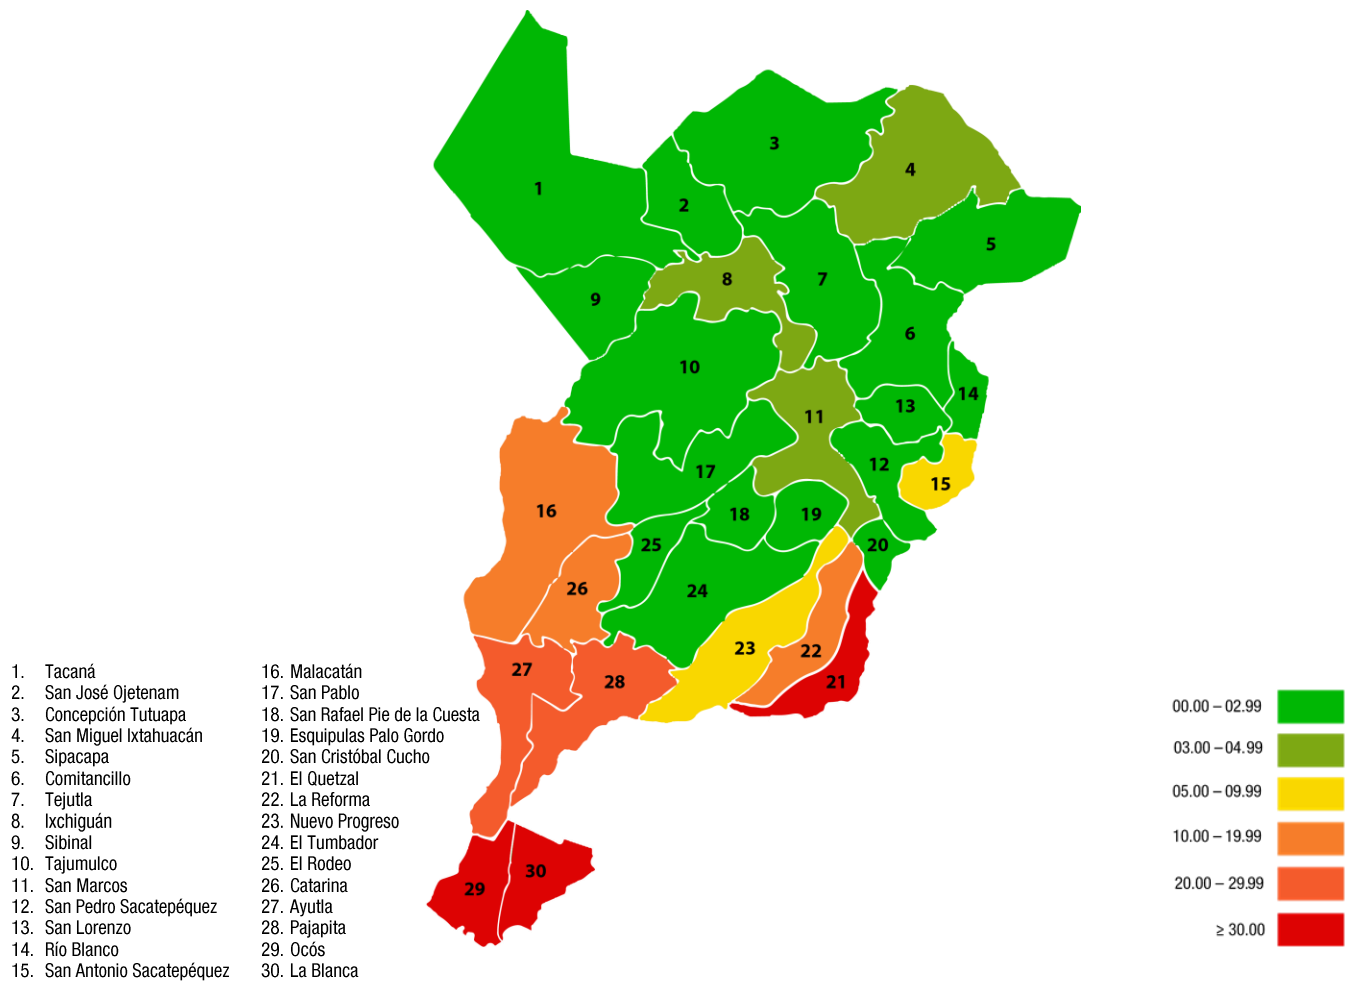 1
2
3
4
5
6
7
8
9
10
11
12
13
14
15
16
17
18
19
20
21
22
23
24
25
26
27
28
29
30
1. Tacaná
2. San José Ojetenam
3. Concepción Tutuapa
4. San Miguel Ixtahuacán
5. Sipacapa
6. Comitancillo
7. Tejutla
8. Ixchiguán
9. Sibinal
10. Tajumulco
11. San Marcos
12. San Pedro Sacatepéquez
13. San Lorenzo
14. Río Blanco
15. San Antonio Sacatepéquez
16. Malacatán
17. San Pablo
18. San Rafael Pie de la Cuesta
19. Esquipulas Palo Gordo
20. San Cristóbal Cucho
21. El Quetzal
22. La Reforma
23. Nuevo Progreso
24. El Tumbador
25. El Rodeo
26. Catarina
27. Ayutla
28. Pajapita
29. Ocós
30. La Blanca
00.00 – 02.99
03.00 – 04.99
05.00 – 09.99
10.00 – 19.99
20.00 – 29.99
≥ 30.00